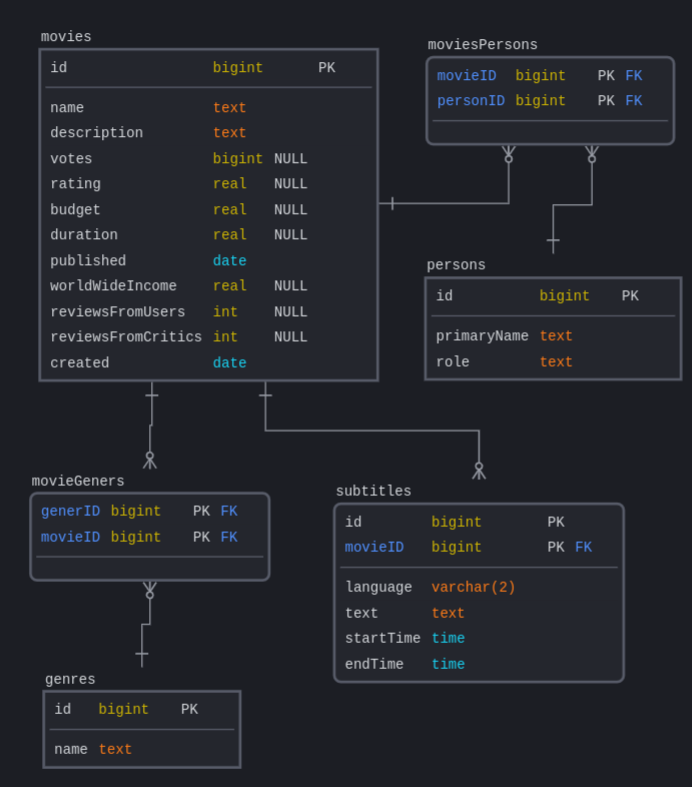 movies
id bigint PK
name text
description text
votes bigint NULL
rating real NULL
budget real NULL
duration real NULL
published date
worldWideIncome real NULL
reviewsFromUsers int NULL
reviewsFromCritics int NULL
created date
moviesPersons
movieID bigint PK FK
personID bigint PK FK
persons
id bigint PK
primaryName text
role text
movieGeners
generID bigint PK FK
movieID bigint PK FK
subtitles
id bigint PK
movieID bigint PK FK
language varchar(2)
text text
startTime time
endTime time
genres
id bigint PK
name text